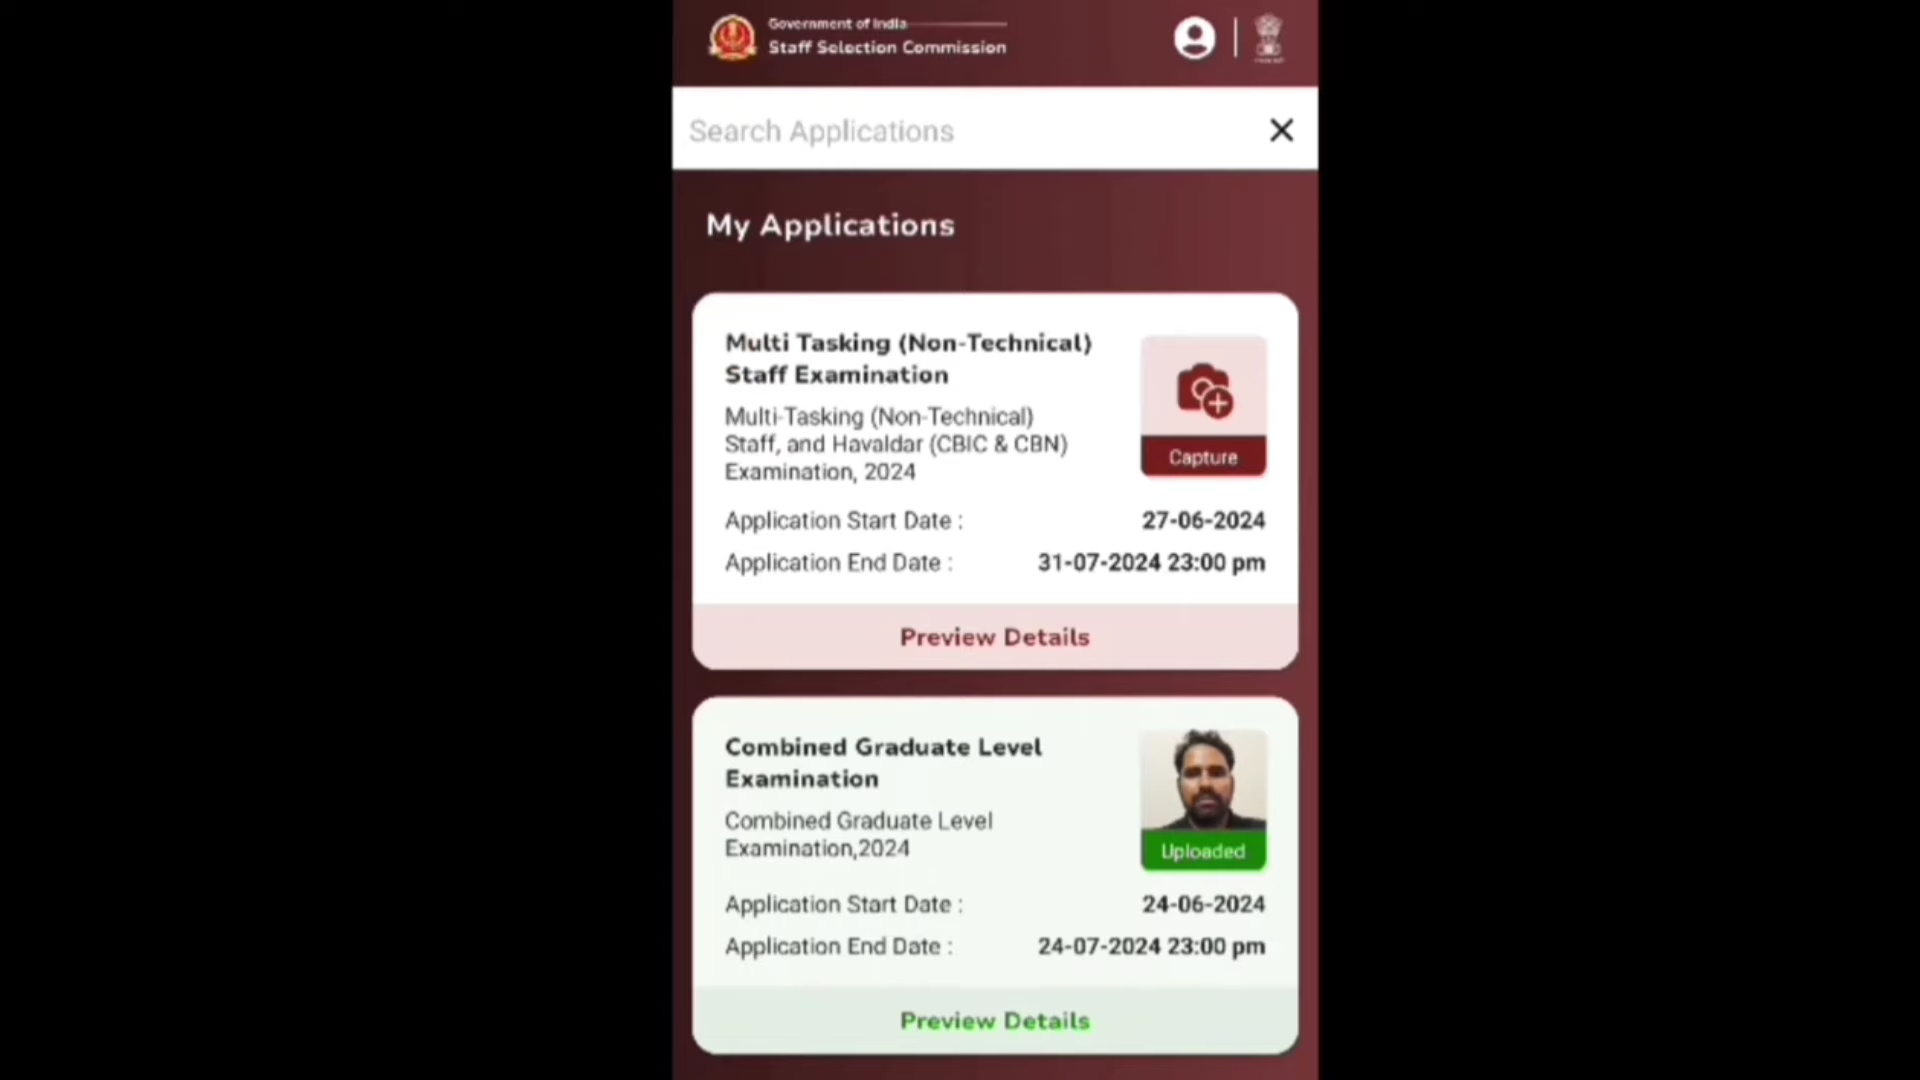 Government of India
Staff Selection Commission
Search Applications
My Applications
Multi Tasking (Non-Technical)
Staff Examination
Multi-Tasking (Non-Technical)
Staff, and Havaldar (CBIC & CBN)
Examination, 2024
Capture
Application Start Date : 27-06-2024
Application End Date : 31-07-2024 23:00 pm
Preview Details
Combined Graduate Level
Examination
Combined Graduate Level
Examination,2024
Uploaded
Application Start Date : 24-06-2024
Application End Date : 24-07-2024 23:00 pm
Preview Details